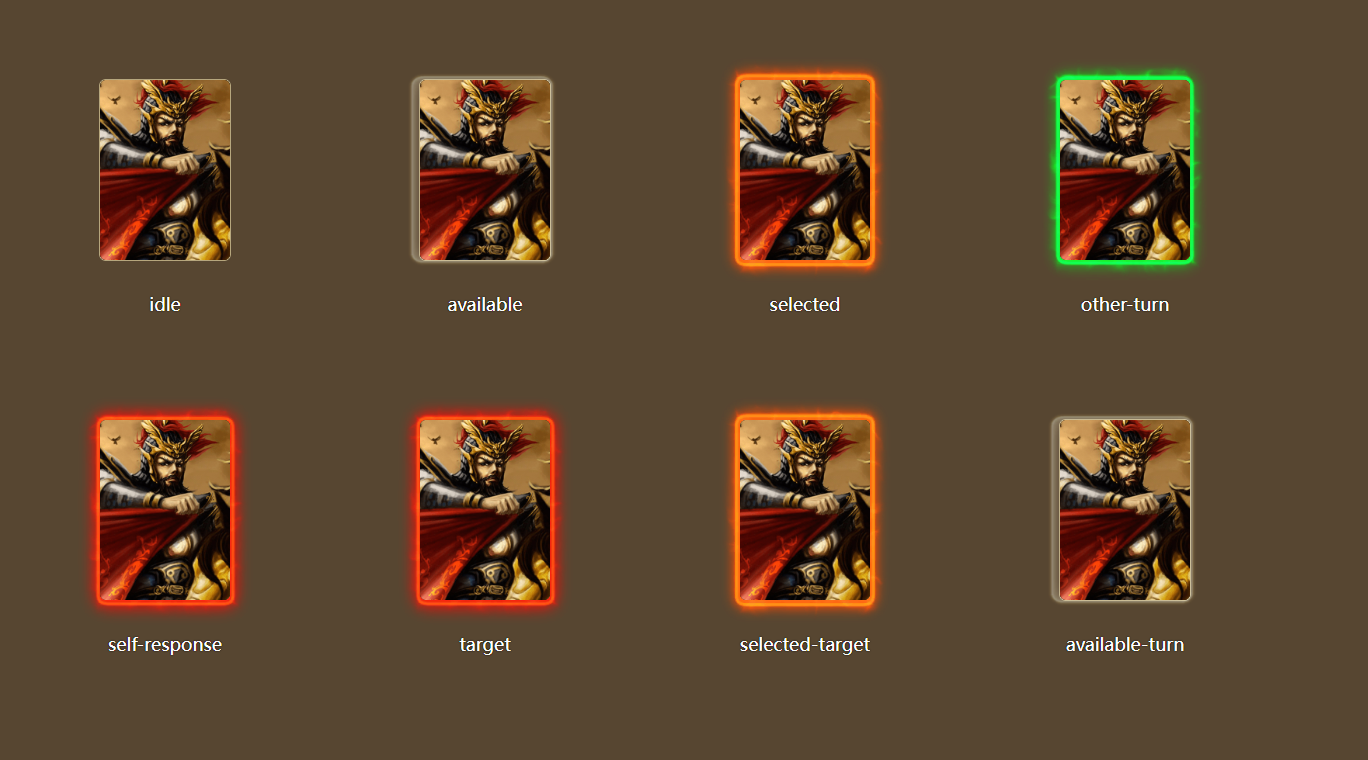 idle
available
selected
other-turn
self-response
target
selected-target
available-turn